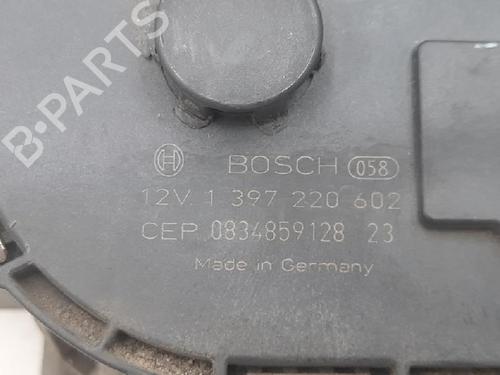 B-PARTS
BOSCH 058
12V 1 397 220 602
CEP 0834859128 23
Made in Germany